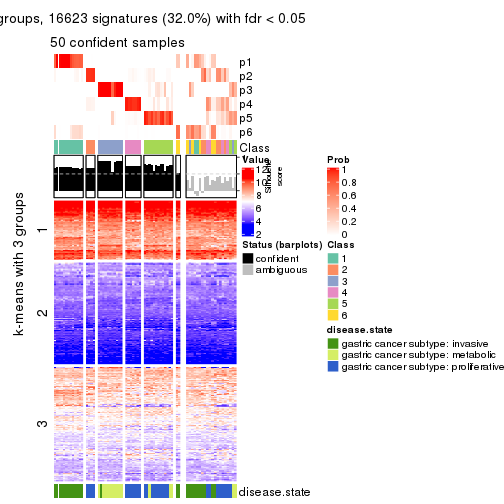 groups, 16623 signatures (32.0%) with fdr < 0.05
50 confident samples
p1
p2
p3
p4
p5
p6
Class
Silhouette
score
k-means with 3 groups
1
2
3
disease.state
Value
12
8
6
4
2
Status (barplots)
confident
ambiguous
Prob
1
0.8
0.6
0.4
0.2
0
Class
1
2
3
4
5
6
disease.state
gastric cancer subtype: invasive
gastric cancer subtype: metabolic
gastric cancer subtype: proliferative